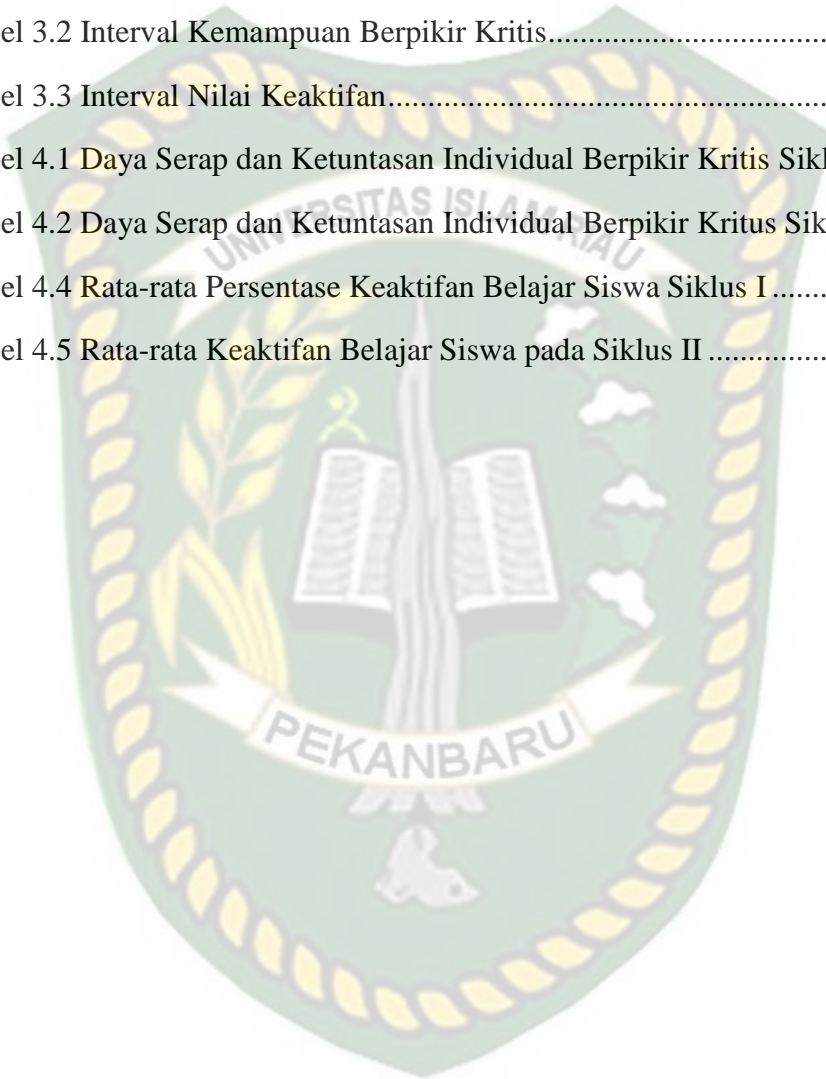 el 3.2 Interval Kemampuan Berpikir Kritis..................................
el 3.3 Interval Nilai Keaktifan......................................................
el 4.1 Daya Serap dan Ketuntasan Individual Berpikir Kritis Sikl
el 4.2 Daya Serap dan Ketuntasan Individual Berpikir Kritus Sik
UNIVERSITAS ISLAM RIAU
el 4.4 Rata-rata Persentase Keaktifan Belajar Siswa Siklus I.......
el 4.5 Rata-rata Keaktifan Belajar Siswa pada Siklus II ...............
PEKANBARU